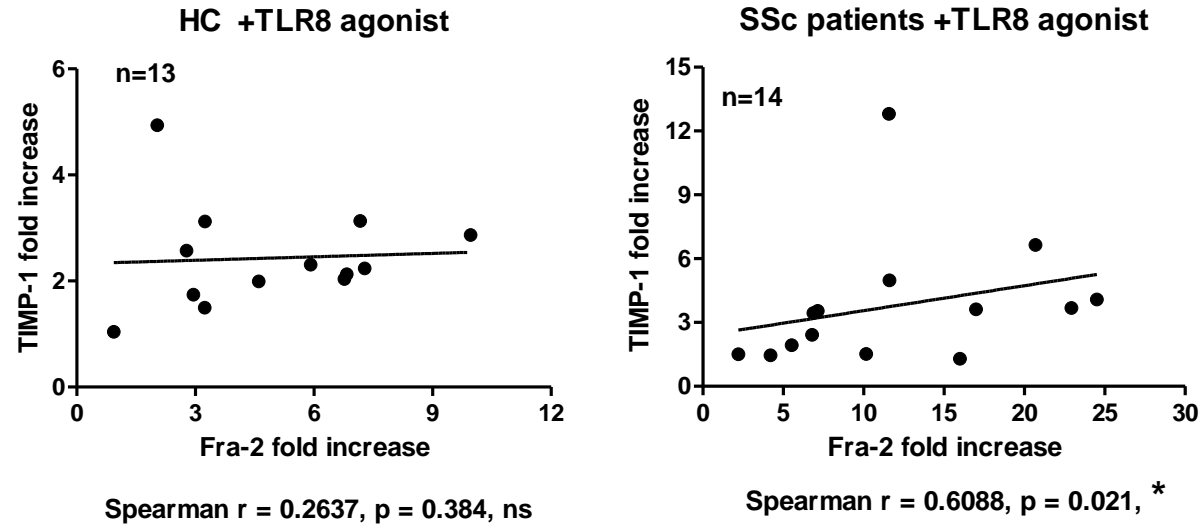 HC +TLR8 agonist
n=13
TIMP-1 fold increase
6
4
2
0
0 3 6 9 12
Fra-2 fold increase
Spearman r = 0.2637, p = 0.384, ns
SSc patients +TLR8 agonist
n=14
TIMP-1 fold increase
15
12
9
6
3
0
0 5 10 15 20 25 30
Fra-2 fold increase
Spearman r = 0.6088, p = 0.021, *